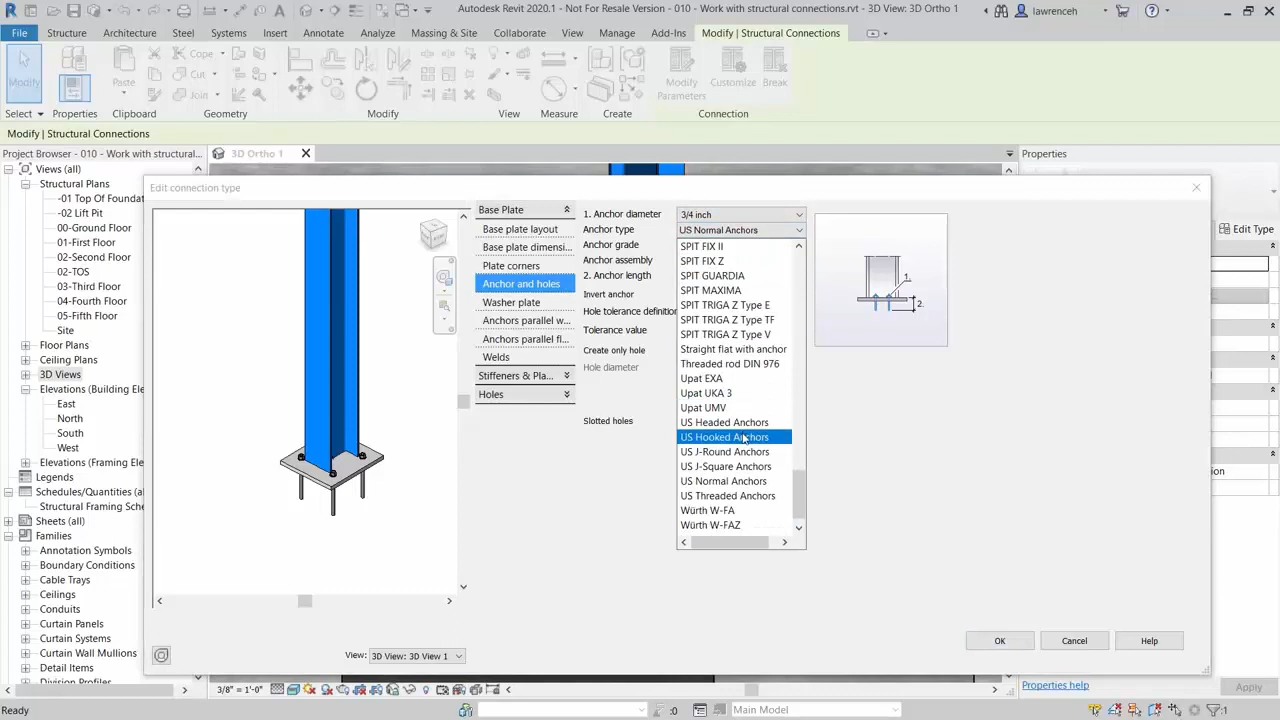 Autodesk Revit 2020.1 - Not For Resale Version - 010 - Work with structural connections.rvt - 3D View: 3D Ortho 1
lawrenceh
File
Structure
Architecture
Steel
Systems
Insert
Annotate
Analyze
Massing & Site
Collaborate
View
Manage
Add-Ins
Modify | Structural Connections
Modify
Paste
Cope
Cut
Join
Modify
Parameters
Customize
Break
Select
Properties
Clipboard
Geometry
Modify
View
Measure
Create
Connection
Modify | Structural Connections
Project Browser - 010 - Work with structural...
3D Ortho 1
Properties
Views (all)
Structural Plans
-01 Top Of Foundat
-02 Lift Pit
00-Ground Floor
01-First Floor
02-Second Floor
02-TOS
03-Third Floor
04-Fourth Floor
05-Fifth Floor
Site
Floor Plans
Ceiling Plans
3D Views
Elevations (Building Ele
East
North
South
West
Elevations (Framing Ele
Legends
Schedules/Quantities (a
Structural Framing Sche
Sheets (all)
Families
Annotation Symbols
Boundary Conditions
Cable Trays
Ceilings
Conduits
Curtain Panels
Curtain Systems
Curtain Wall Mullions
Detail Items
Division Profiles
Edit connection type
Base Plate
Base plate layout
Base plate dimensi...
Plate corners
Anchor and holes
Washer plate
Anchors parallel w...
Anchors parallel fl...
Welds
Stiffeners & Pla...
Holes
1. Anchor diameter
Anchor type
Anchor grade
Anchor assembly
2. Anchor length
Invert anchor
Hole tolerance definition
Tolerance value
Create only hole
Hole diameter
Slotted holes
3/4 inch
US Normal Anchors
SPIT FIX II
SPIT FIX Z
SPIT GUARDIA
SPIT MAXIMA
SPIT TRIGA Z Type E
SPIT TRIGA Z Type TF
SPIT TRIGA Z Type V
Straight flat with anchor
Threaded rod DIN 976
Upat EXA
Upat UKA 3
Upat UMV
US Headed Anchors
US Hooked Anchors
US J-Round Anchors
US J-Square Anchors
US Normal Anchors
US Threaded Anchors
Würth W-FA
Würth W-FAZ
1.
2.
Edit Type
ion
View:
3D View: 3D View 1
OK
Cancel
Help
3/8" = 1'-0"
Properties help
Apply
Ready
:0
Main Model
:1